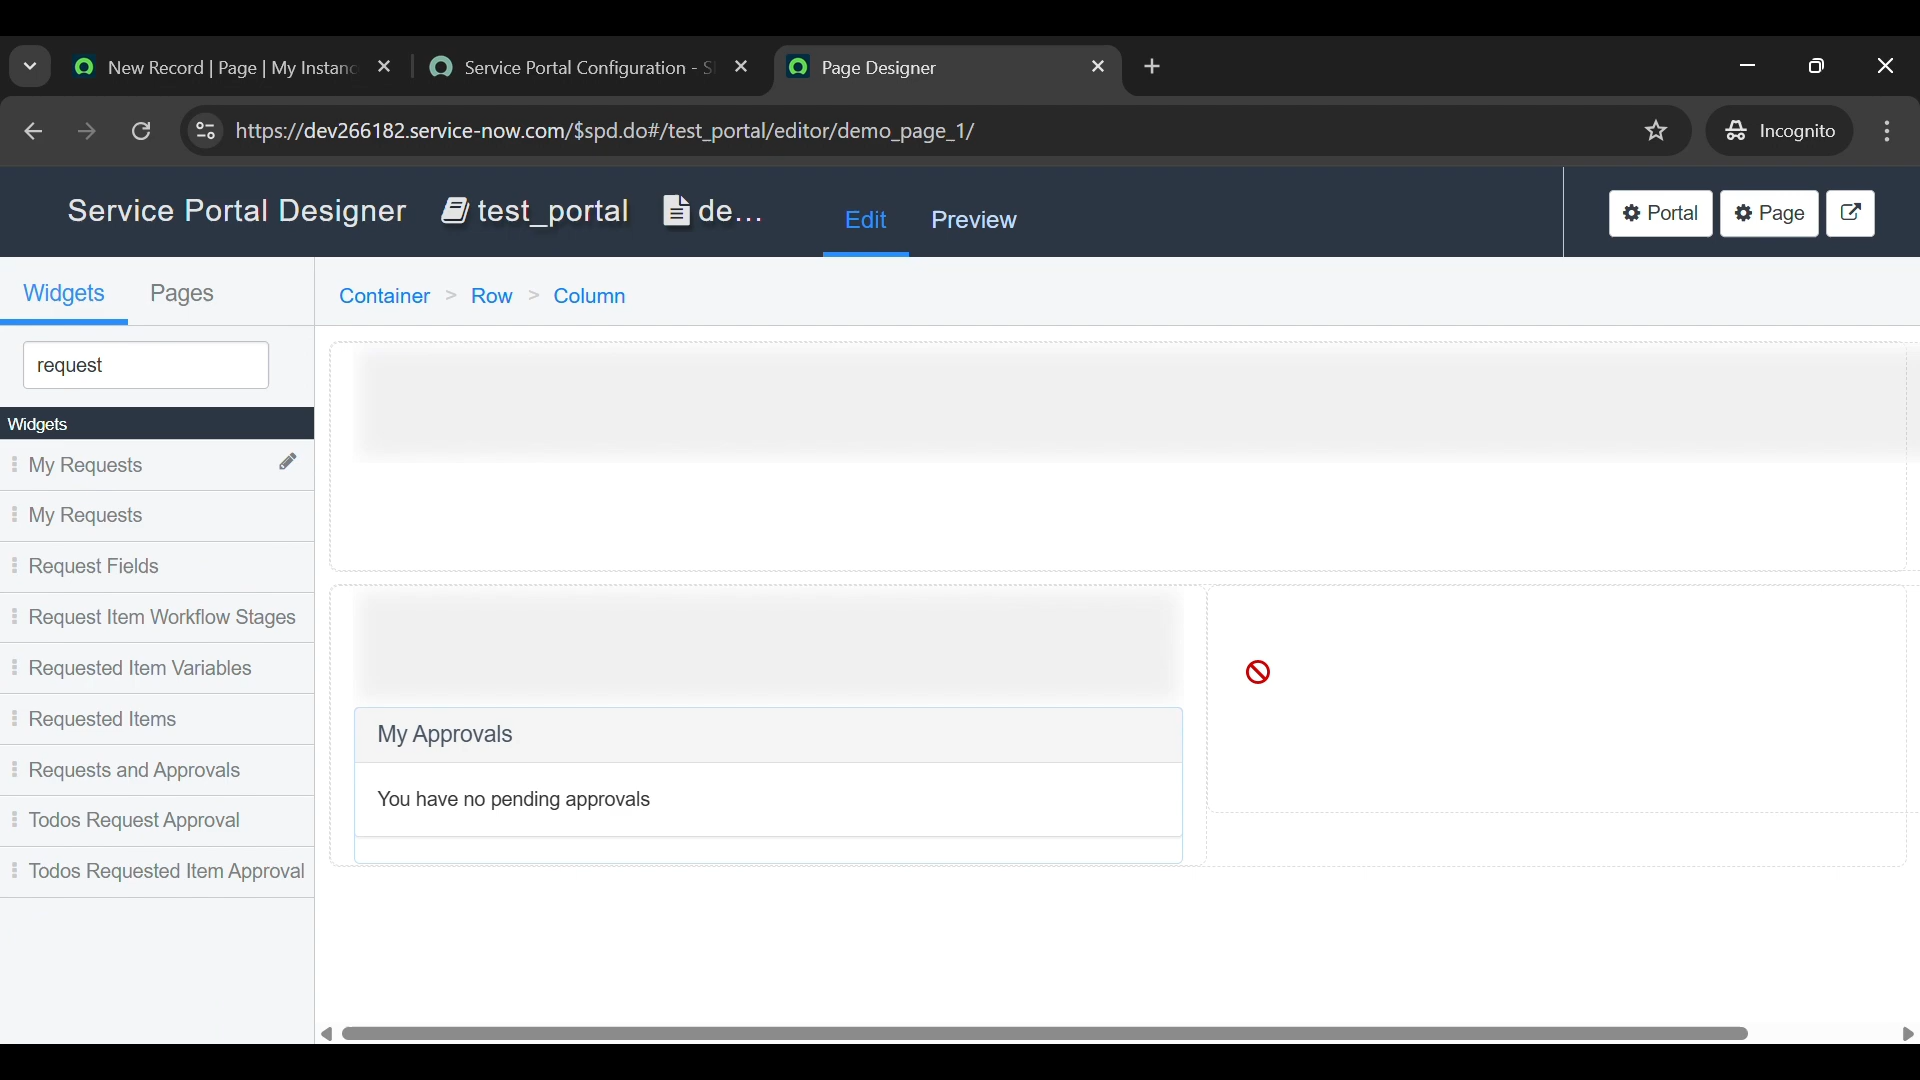 New Record | Page | My Instanc
Service Portal Configuration - S
Page Designer
https://dev266182.service-now.com/$spd.do#/test_portal/editor/demo_page_1/
Incognito
Service Portal Designer
test_portal
de...
Edit
Preview
Portal
Page
Widgets
Pages
Container > Row > Column
request
Widgets
My Requests
My Requests
Request Fields
Request Item Workflow Stages
Requested Item Variables
Requested Items
Requests and Approvals
Todos Request Approval
Todos Requested Item Approval
My Approvals
You have no pending approvals